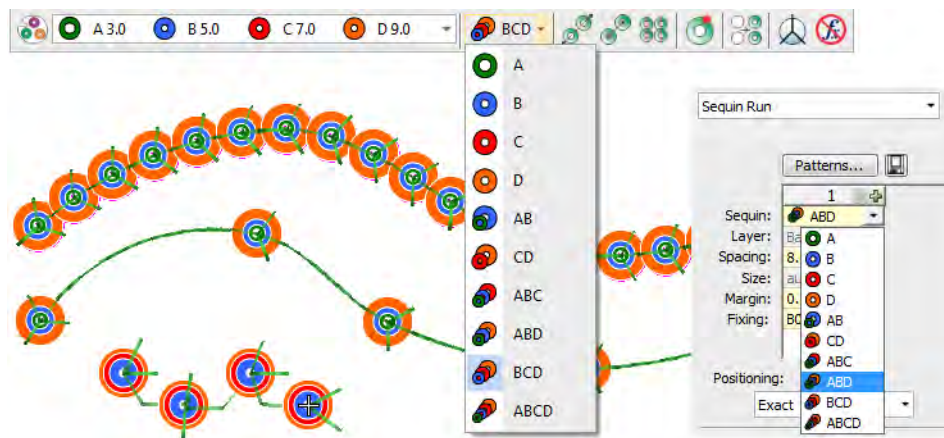 A 3.0 B 5.0 C 7.0 D 9.0 BCD
A
B
C
D
AB
CD
ABC
ABD
BCD
ABCD
Sequin Run
Patterns...
1
Sequin: ABD
Layer:
Spacing: 8.
Size:
Margin: 0.
Fixing:
Positioning:
Exact
A
B
C
D
AB
CD
ABC
ABD
BCD
ABCD